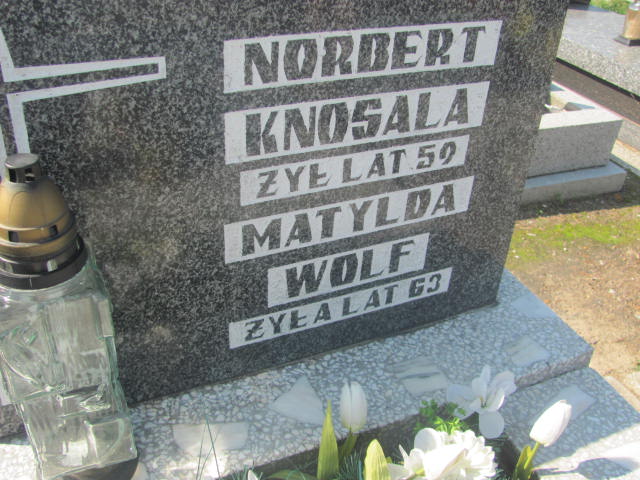 NORBERT
KNOSALA
ŻYŁ LAT 59
MATYLDA
WOLF
ŻYŁA LAT 63